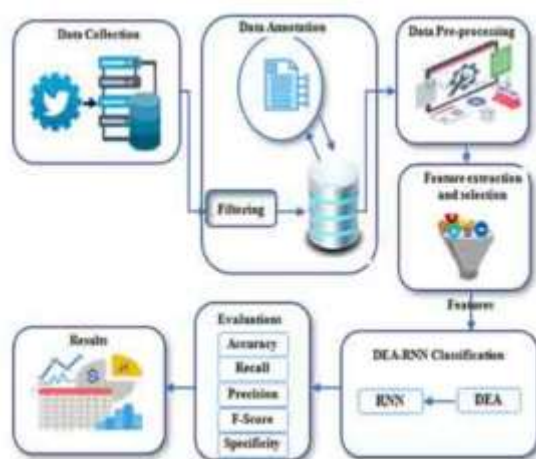 Data Collection
Data Annotation
Filtering
Data Pre-processing
Feature extraction
and selection
Features
DEA-RNN Classification
RNN
DEA
Evaluations
Accuracy
Recall
Precision
F-Score
Specificity
Results